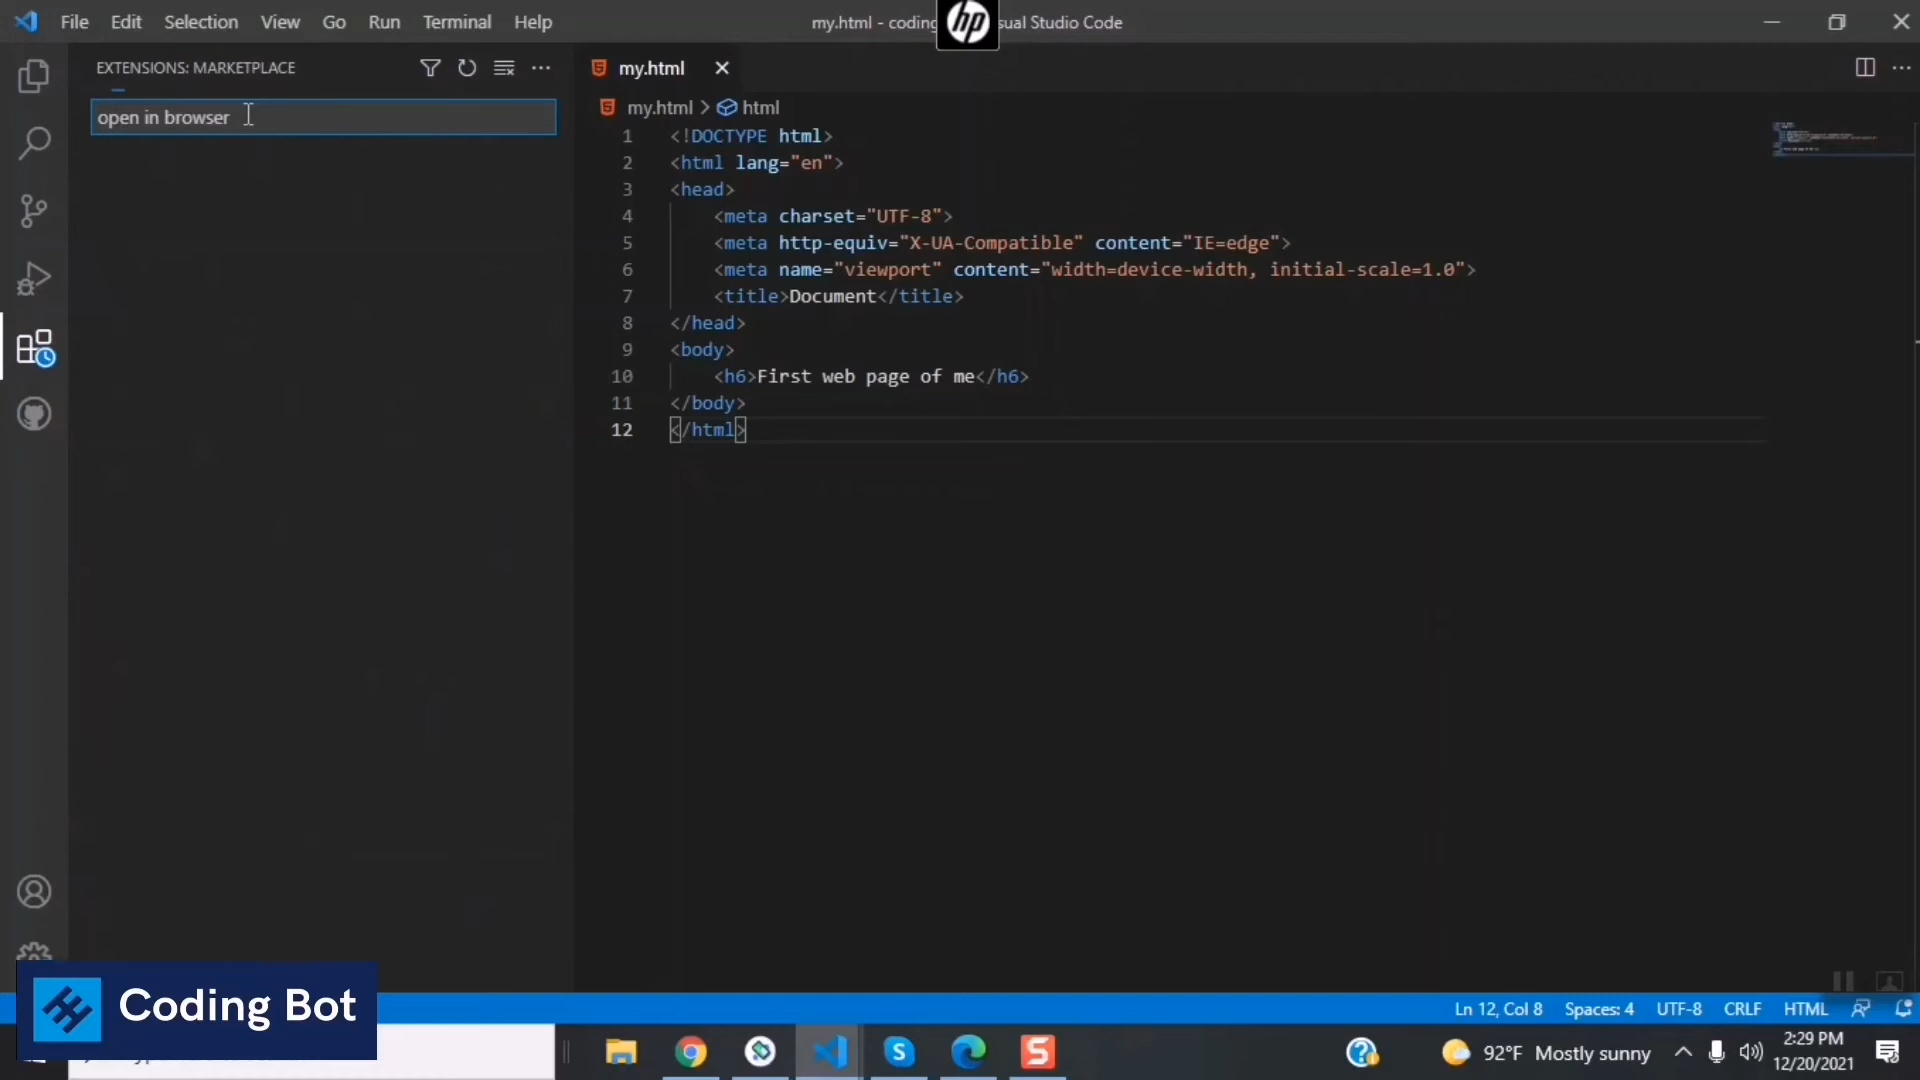 File Edit Selection View Go Run Terminal Help
my.html - coding sual Studio Code
hp
EXTENSIONS: MARKETPLACE
open in browser
my.html
my.html > html
1 <!DOCTYPE html>
2 <html lang="en">
3 <head>
4 <meta charset="UTF-8">
5 <meta http-equiv="X-UA-Compatible" content="IE=edge">
6 <meta name="viewport" content="width=device-width, initial-scale=1.0">
7 <title>Document</title>
8 </head>
9 <body>
10 <h6>First web page of me</h6>
11 </body>
12 </html>
Coding Bot
Ln 12, Col 8 Spaces: 4 UTF-8 CRLF HTML
92°F Mostly sunny
2:29 PM
12/20/2021